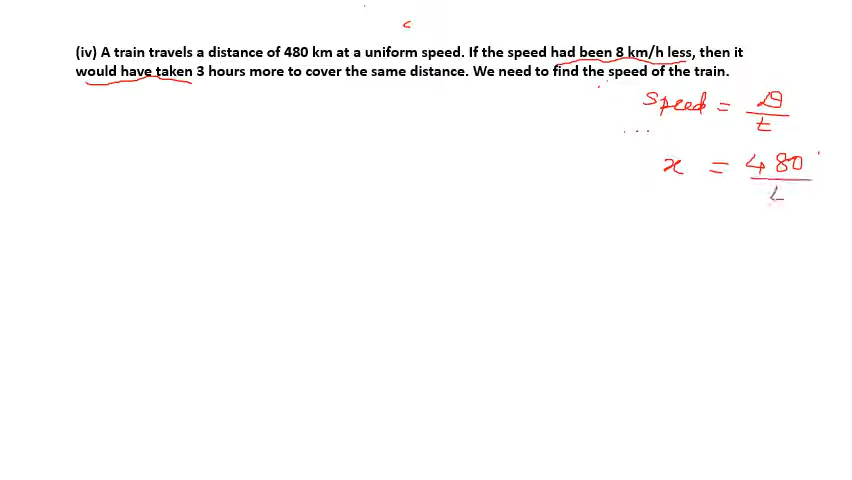 (iv) A train travels a distance of 480 km at a uniform speed. If the speed had been 8 km/h less, then it
would have taken 3 hours more to cover the same distance. We need to find the speed of the train.
speed = D/t
x = 480/